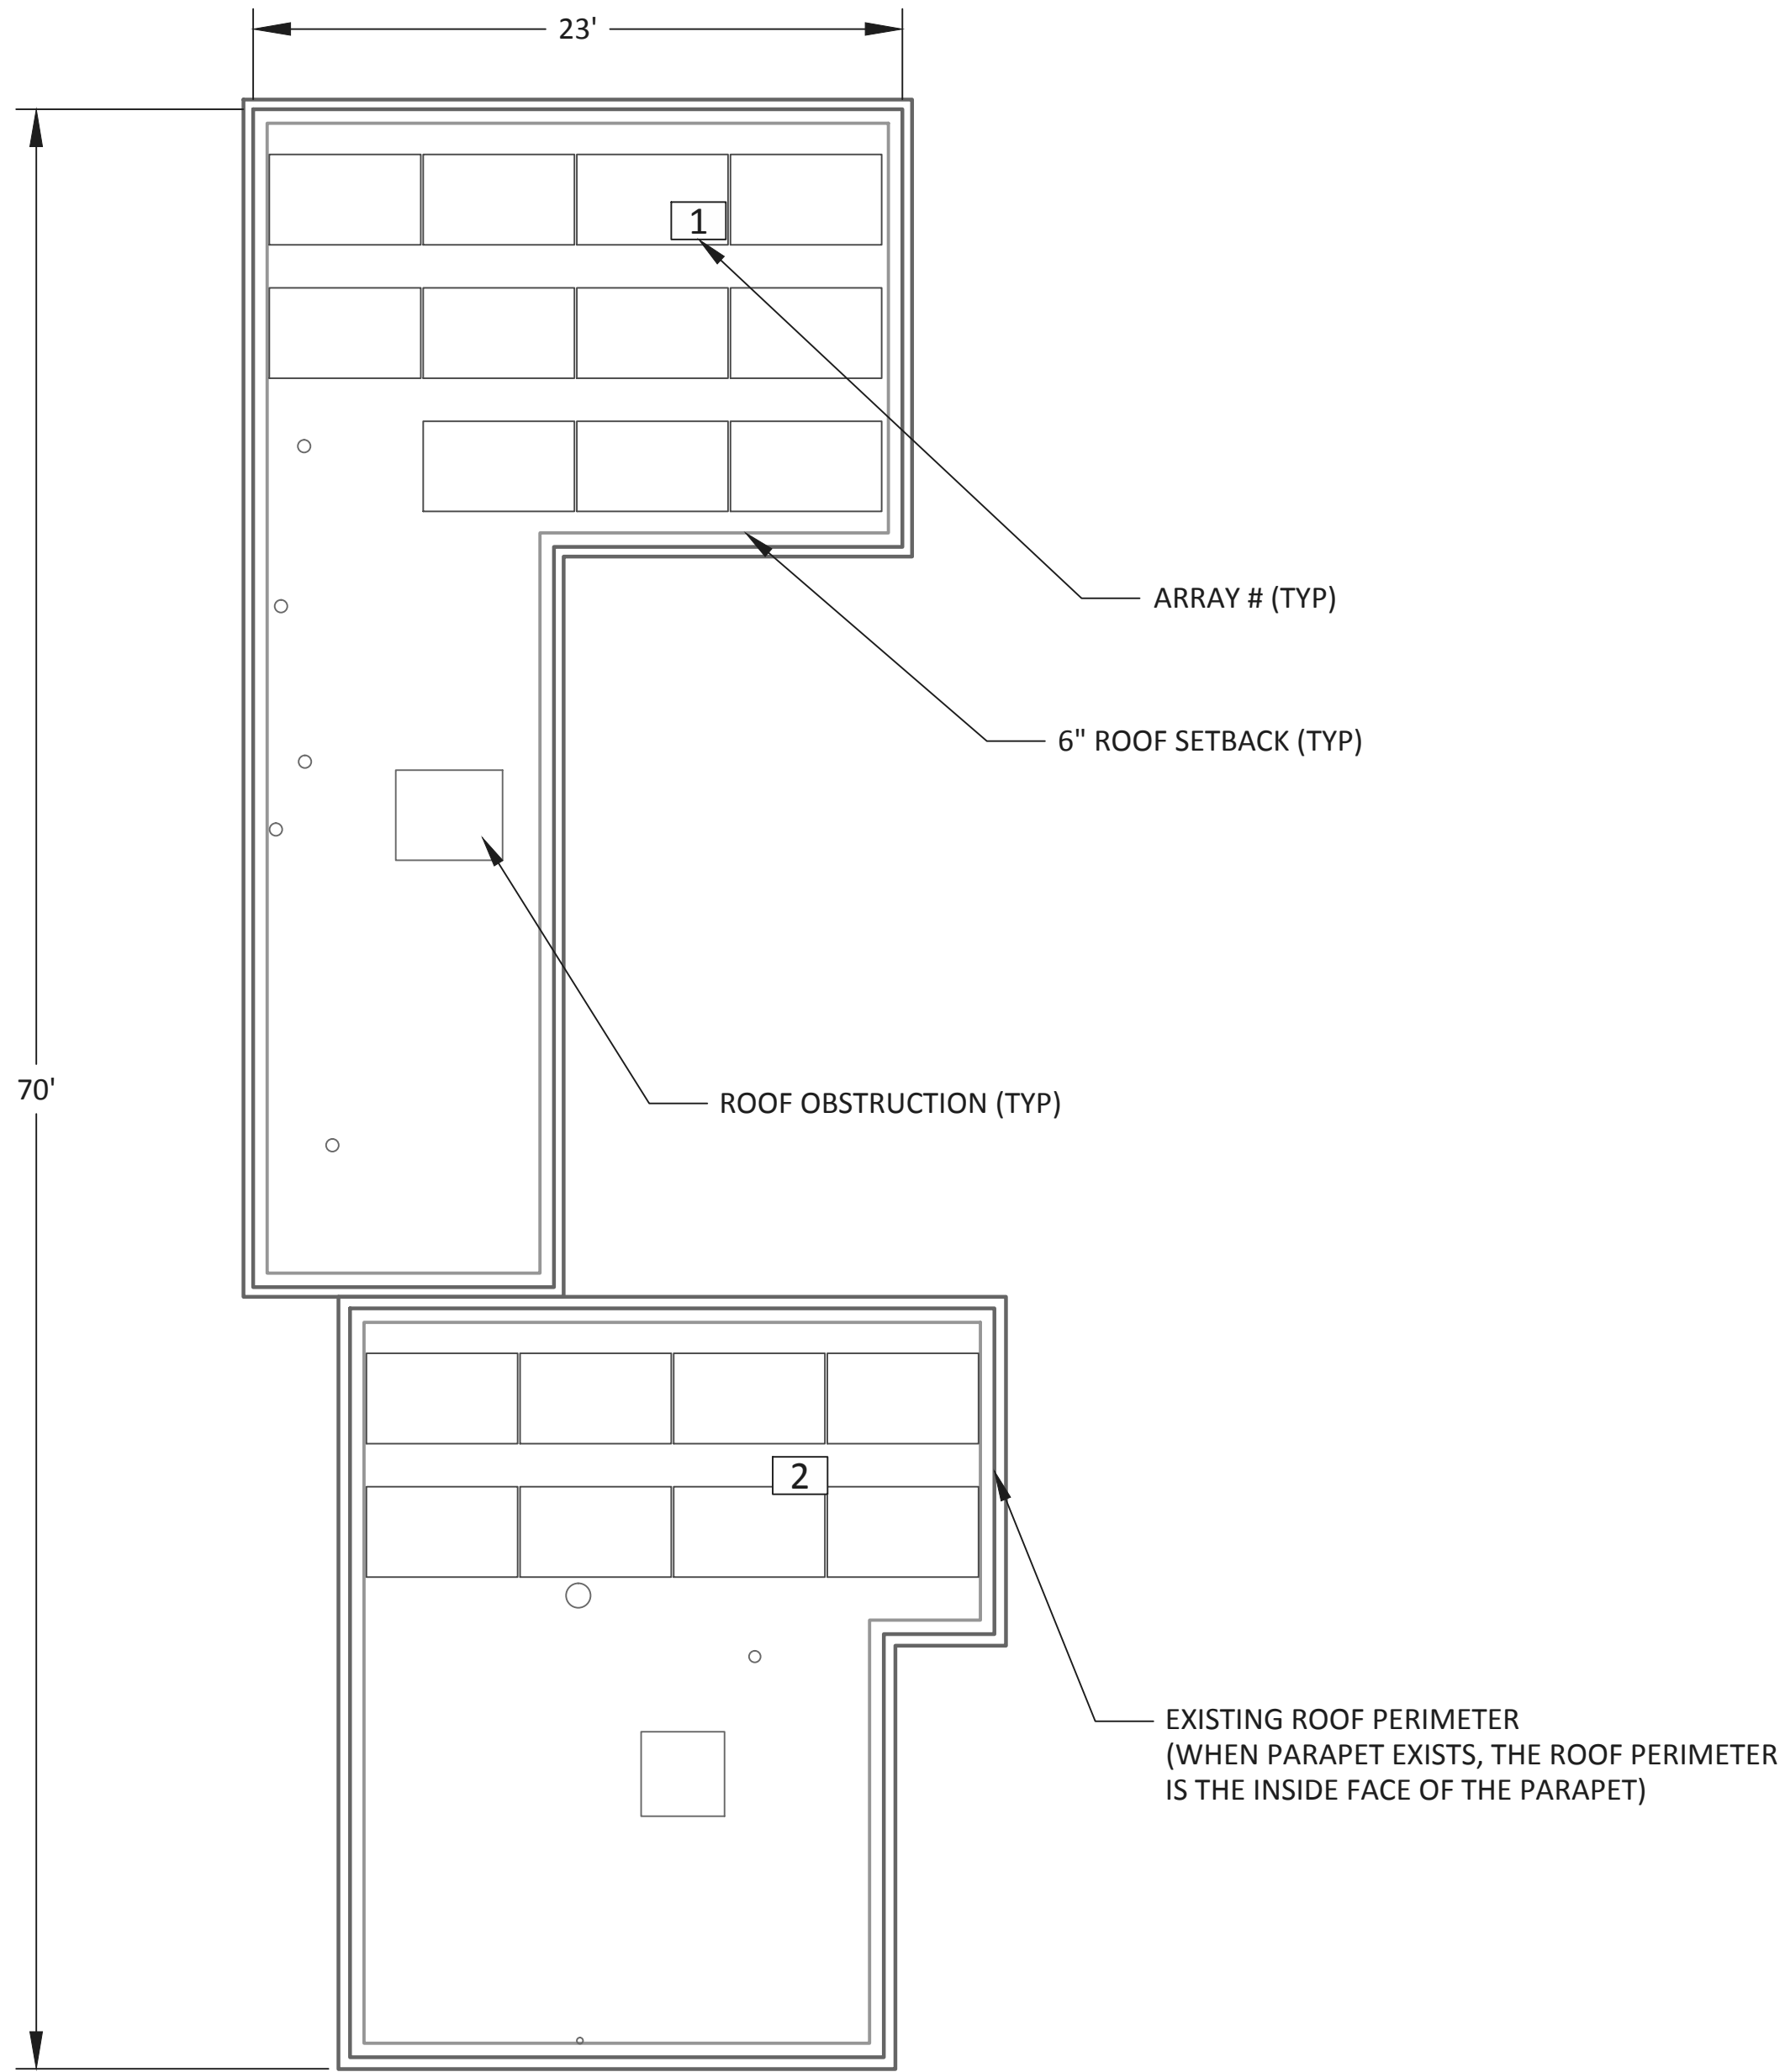 23'
1
ARRAY # (TYP)
6" ROOF SETBACK (TYP)
70'
ROOF OBSTRUCTION (TYP)
2
EXISTING ROOF PERIMETER
(WHEN PARAPET EXISTS, THE ROOF PERIMETER
IS THE INSIDE FACE OF THE PARAPET)